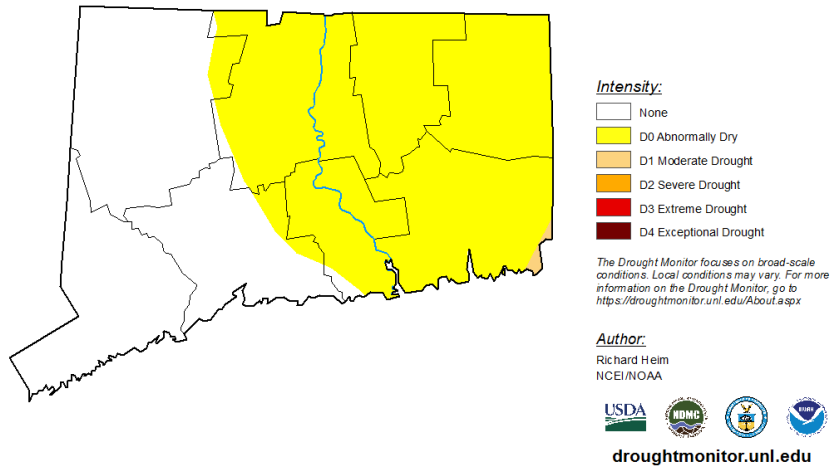 Intensity:
None
D0 Abnormally Dry
D1 Moderate Drought
D2 Severe Drought
D3 Extreme Drought
D4 Exceptional Drought
The Drought Monitor focuses on broad-scale
conditions. Local conditions may vary. For more
information on the Drought Monitor, go to
https://droughtmonitor.unl.edu/About.aspx
Author:
Richard Heim
NCEI/NOAA
USDA
NDMC
droughtmonitor.unl.edu